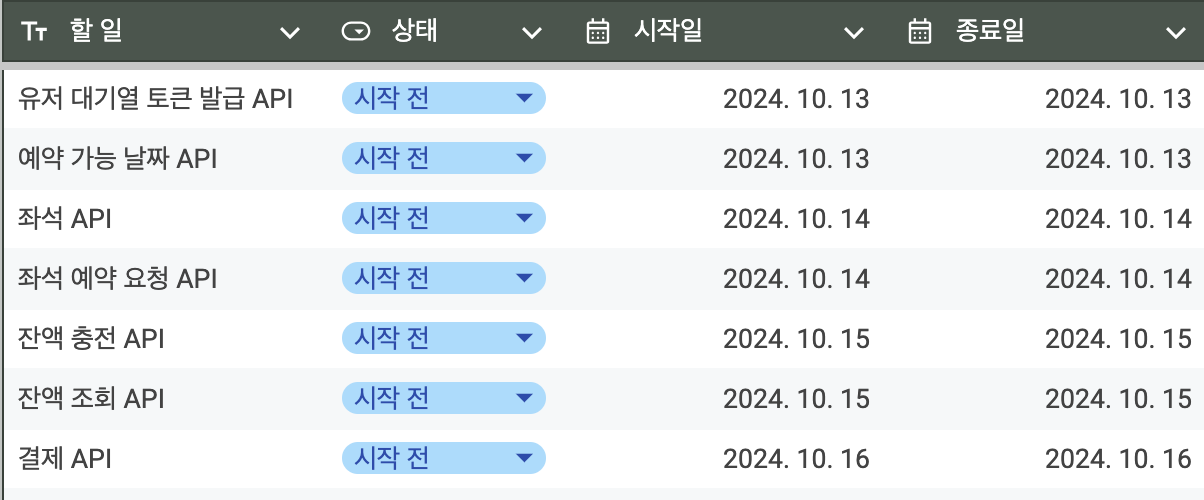 할 일 상태 시작일 종료일
유저 대기열 토큰 발급 API 시작 전 2024. 10. 13 2024. 10. 13
예약 가능 날짜 API 시작 전 2024. 10. 13 2024. 10. 13
좌석 API 시작 전 2024. 10. 14 2024. 10. 14
좌석 예약 요청 API 시작 전 2024. 10. 14 2024. 10. 14
잔액 충전 API 시작 전 2024. 10. 15 2024. 10. 15
잔액 조회 API 시작 전 2024. 10. 15 2024. 10. 15
결제 API 시작 전 2024. 10. 16 2024. 10. 16